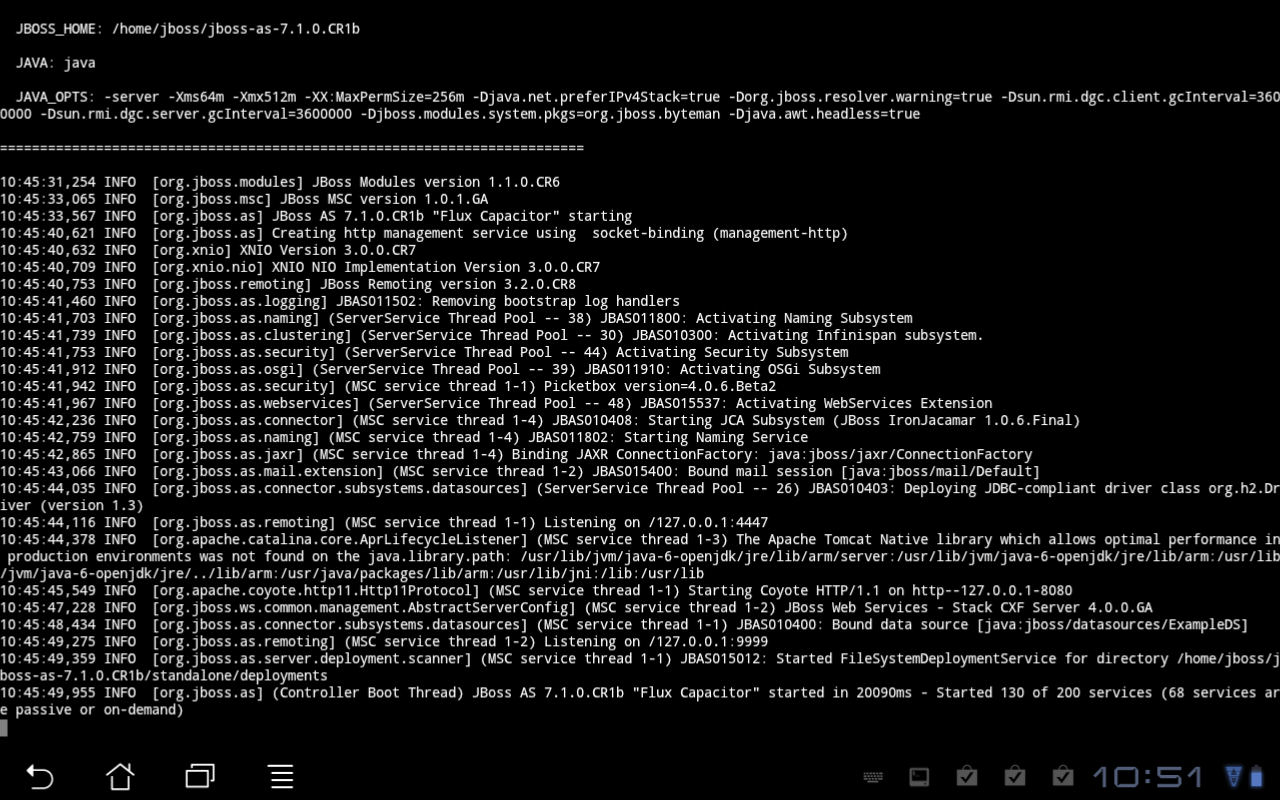 JBOSS_HOME: /home/jboss/jboss-as-7.1.0.CR1b
JAVA: java
JAVA_OPTS: -server -Xms64m -Xmx512m -XX:MaxPermSize=256m -Djava.net.preferIPv4Stack=true -Dorg.jboss.resolver.warning=true -Dsun.rmi.dgc.client.gcInterval=360
0000 -Dsun.rmi.dgc.server.gcInterval=3600000 -Djboss.modules.system.pkgs=org.jboss.byteman -Djava.awt.headless=true
=========================================================================
10:45:31,254 INFO  [org.jboss.modules] JBoss Modules version 1.1.0.CR6
10:45:33,065 INFO  [org.jboss.msc] JBoss MSC version 1.0.1.GA
10:45:33,567 INFO  [org.jboss.as] JBoss AS 7.1.0.CR1b "Flux Capacitor" starting
10:45:40,621 INFO  [org.jboss.as] Creating http management service using  socket-binding (management-http)
10:45:40,632 INFO  [org.xnio] XNIO Version 3.0.0.CR7
10:45:40,709 INFO  [org.xnio.nio] XNIO NIO Implementation Version 3.0.0.CR7
10:45:40,753 INFO  [org.jboss.remoting] JBoss Remoting version 3.2.0.CR8
10:45:41,460 INFO  [org.jboss.as.logging] JBAS011502: Removing bootstrap log handlers
10:45:41,703 INFO  [org.jboss.as.naming] (ServerService Thread Pool -- 38) JBAS011800: Activating Naming Subsystem
10:45:41,739 INFO  [org.jboss.as.clustering] (ServerService Thread Pool -- 30) JBAS010300: Activating Infinispan subsystem.
10:45:41,753 INFO  [org.jboss.as.security] (ServerService Thread Pool -- 44) Activating Security Subsystem
10:45:41,912 INFO  [org.jboss.as.osgi] (ServerService Thread Pool -- 39) JBAS011910: Activating OSGi Subsystem
10:45:41,942 INFO  [org.jboss.as.security] (MSC service thread 1-1) Picketbox version=4.0.6.Beta2
10:45:41,967 INFO  [org.jboss.as.webservices] (ServerService Thread Pool -- 48) JBAS015537: Activating WebServices Extension
10:45:42,236 INFO  [org.jboss.as.connector] (MSC service thread 1-4) JBAS010408: Starting JCA Subsystem (JBoss IronJacamar 1.0.6.Final)
10:45:42,759 INFO  [org.jboss.as.naming] (MSC service thread 1-4) JBAS011802: Starting Naming Service
10:45:42,865 INFO  [org.jboss.as.jaxr] (MSC service thread 1-4) Binding JAXR ConnectionFactory: java:jboss/jaxr/ConnectionFactory
10:45:43,066 INFO  [org.jboss.as.mail.extension] (MSC service thread 1-2) JBAS015400: Bound mail session [java:jboss/mail/Default]
10:45:44,035 INFO  [org.jboss.as.connector.subsystems.datasources] (ServerService Thread Pool -- 26) JBAS010403: Deploying JDBC-compliant driver class org.h2.Dr
iver (version 1.3)
10:45:44,116 INFO  [org.jboss.as.remoting] (MSC service thread 1-1) Listening on /127.0.0.1:4447
10:45:44,378 INFO  [org.apache.catalina.core.AprLifecycleListener] (MSC service thread 1-3) The Apache Tomcat Native library which allows optimal performance in
 production environments was not found on the java.library.path: /usr/lib/jvm/java-6-openjdk/jre/lib/arm/server:/usr/lib/jvm/java-6-openjdk/jre/lib/arm:/usr/lib
/jvm/java-6-openjdk/jre/../lib/arm:/usr/java/packages/lib/arm:/usr/lib/jni:/lib:/usr/lib
10:45:45,549 INFO  [org.apache.coyote.http11.Http11Protocol] (MSC service thread 1-1) Starting Coyote HTTP/1.1 on http--127.0.0.1-8080
10:45:47,228 INFO  [org.jboss.ws.common.management.AbstractServerConfig] (MSC service thread 1-2) JBoss Web Services - Stack CXF Server 4.0.0.GA
10:45:48,434 INFO  [org.jboss.as.connector.subsystems.datasources] (MSC service thread 1-1) JBAS010400: Bound data source [java:jboss/datasources/ExampleDS]
10:45:49,275 INFO  [org.jboss.as.remoting] (MSC service thread 1-2) Listening on /127.0.0.1:9999
10:45:49,359 INFO  [org.jboss.as.server.deployment.scanner] (MSC service thread 1-1) JBAS015012: Started FileSystemDeploymentService for directory /home/jboss/j
boss-as-7.1.0.CR1b/standalone/deployments
10:45:49,955 INFO  [org.jboss.as] (Controller Boot Thread) JBoss AS 7.1.0.CR1b "Flux Capacitor" started in 20090ms - Started 130 of 200 services (68 services ar
e passive or on-demand)
10:51